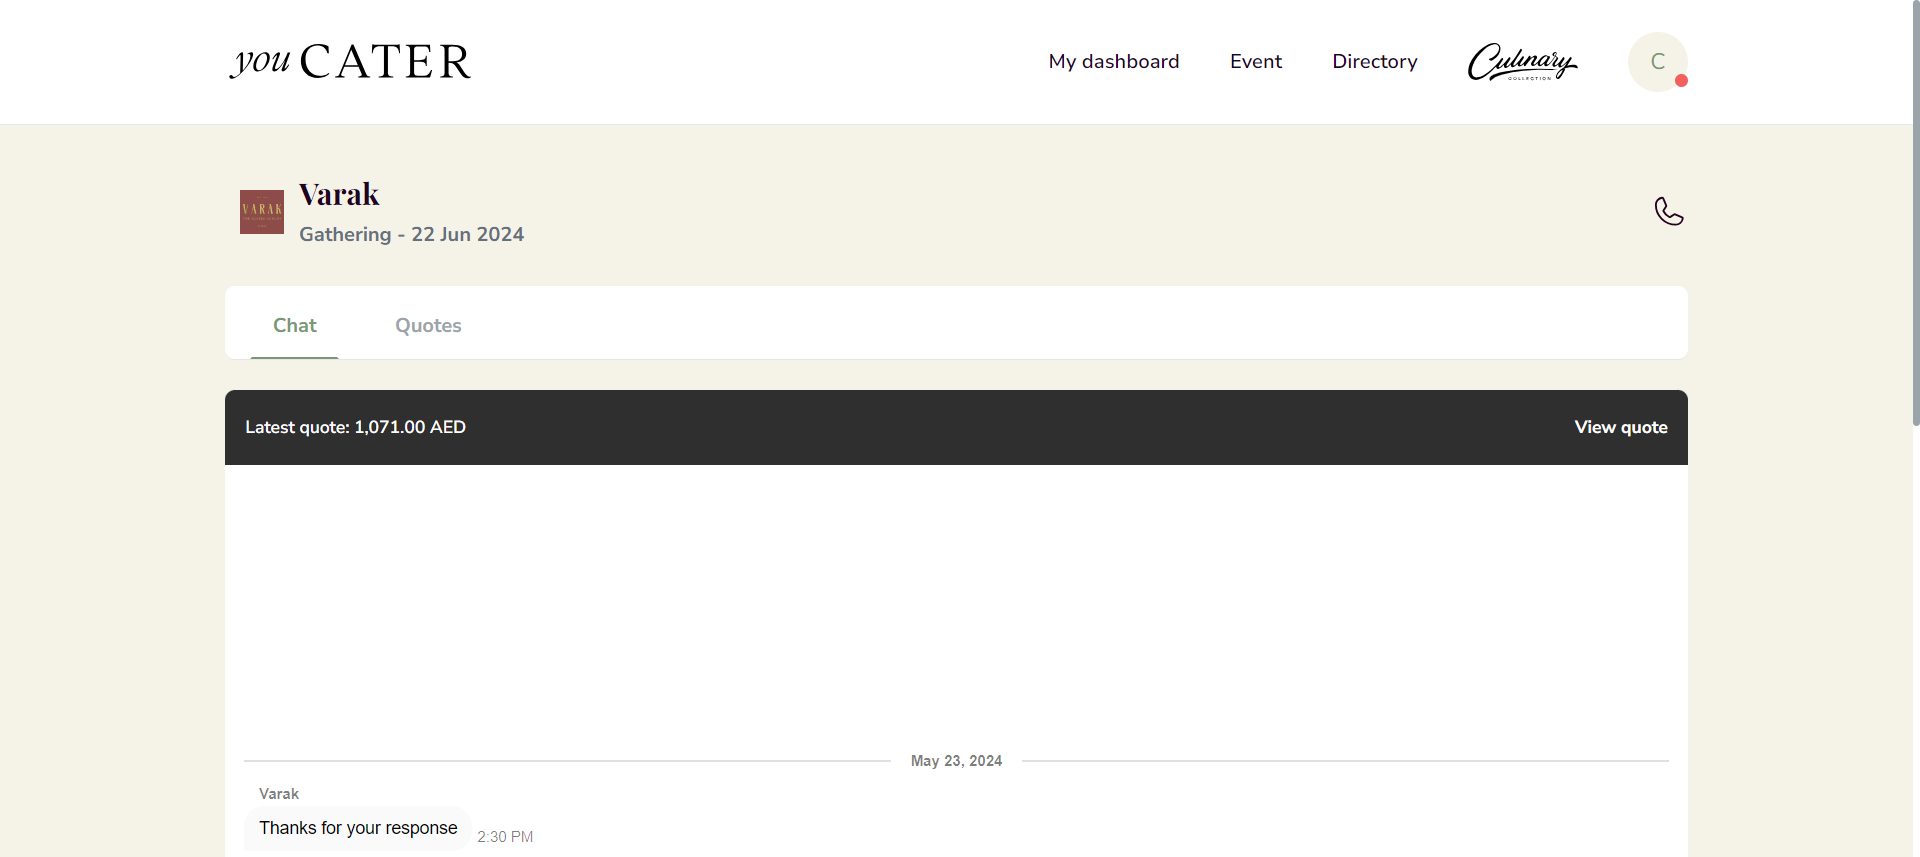 you CATER
My dashboard
Event
Directory
Culinary
COLLECTION
C
VARAK
Varak
Gathering - 22 Jun 2024
Chat
Quotes
Latest quote: 1,071.00 AED
View quote
May 23, 2024
Varak
Thanks for your response
2:30 PM